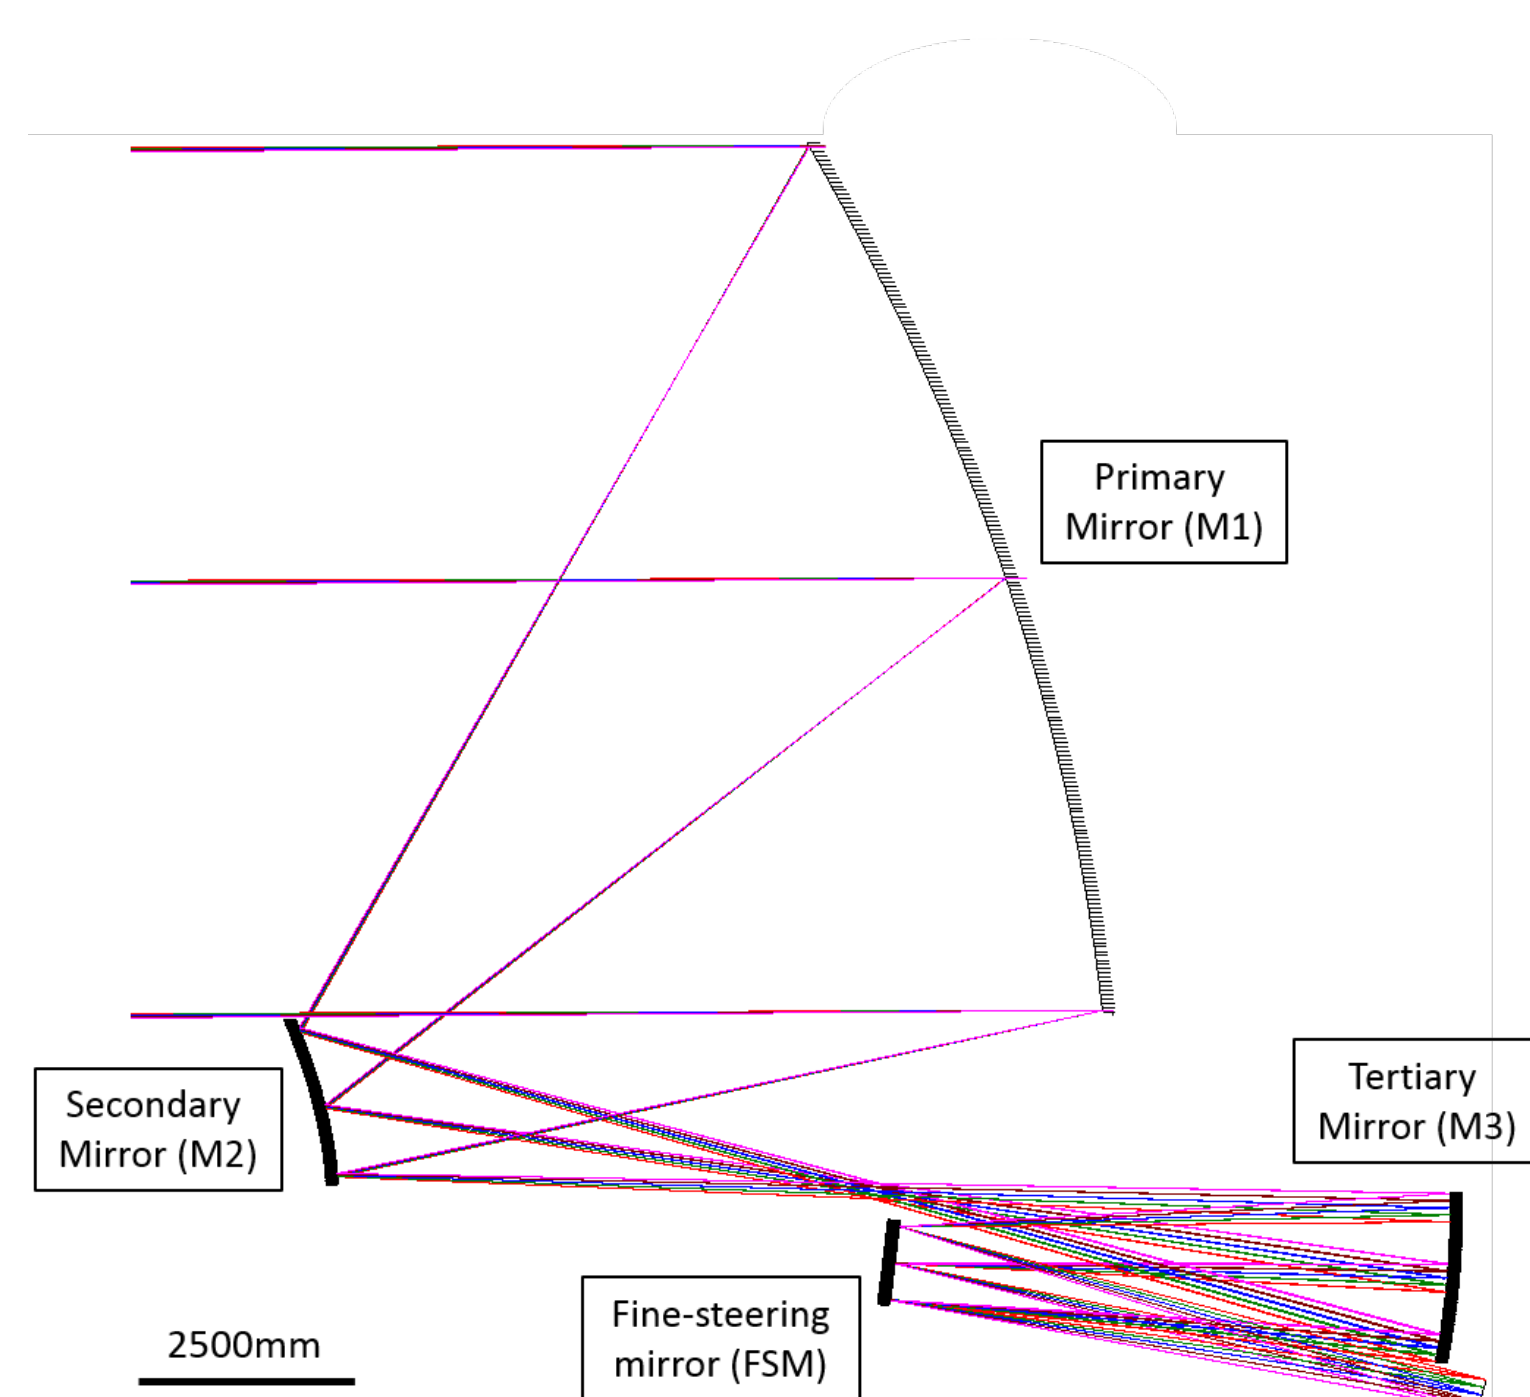 Primary
Mirror (M1)
Secondary
Mirror (M2)
Tertiary
Mirror (M3)
Fine-steering
mirror (FSM)
2500mm